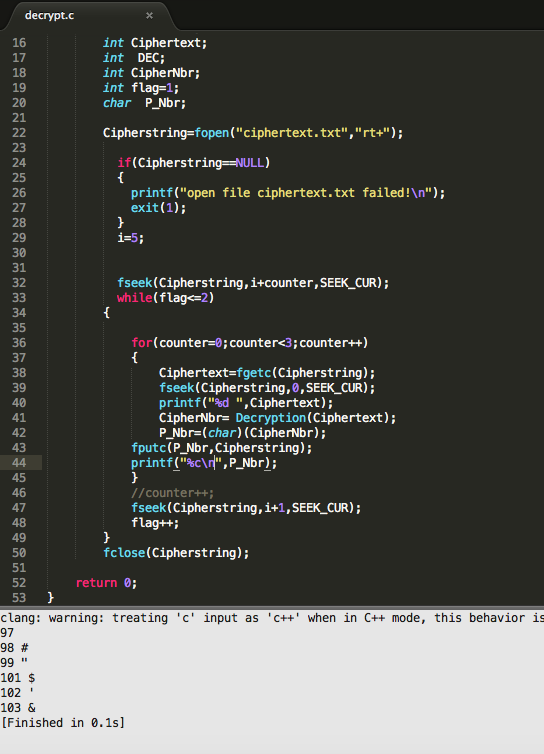 decrypt.c ×
16 int Ciphertext;
17 int DEC;
18 int CipherNbr;
19 int flag=1;
20 char P_Nbr;
21
22 Cipherstring=fopen("ciphertext.txt","rt+");
23
24 if(Cipherstring==NULL)
25 {
26 printf("open file ciphertext.txt failed!\n");
27 exit(1);
28 }
29 i=5;
30
31
32 fseek(Cipherstring,i+counter,SEEK_CUR);
33 while(flag<=2)
34 {
35
36 for(counter=0;counter<3;counter++)
37 {
38 Ciphertext=fgetc(Cipherstring);
39 fseek(Cipherstring,0,SEEK_CUR);
40 printf("%d ",Ciphertext);
41 CipherNbr= Decryption(Ciphertext);
42 P_Nbr=(char)(CipherNbr);
43 fputc(P_Nbr,Cipherstring);
44 printf("%c\n",P_Nbr);
45 }
46 //counter++;
47 fseek(Cipherstring,i+1,SEEK_CUR);
48 flag++;
49 }
50 fclose(Cipherstring);
51
52 return 0;
53 }
clang: warning: treating 'c' input as 'c++' when in C++ mode, this behavior is
97
98 #
99 "
101 $
102 '
103 &
[Finished in 0.1s]